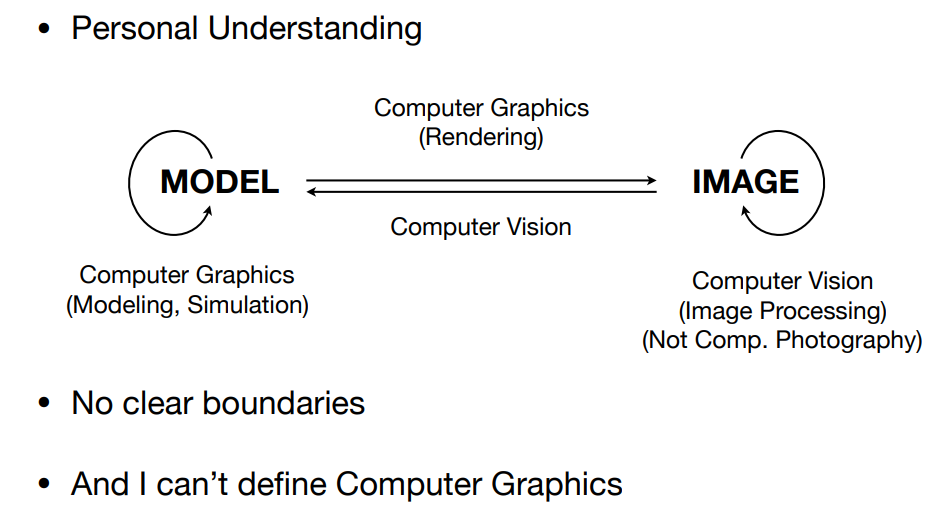 • Personal Understanding
Computer Graphics
(Rendering)
MODEL
IMAGE
Computer Vision
Computer Graphics
(Modeling, Simulation)
Computer Vision
(Image Processing)
(Not Comp. Photography)
• No clear boundaries
• And I can’t define Computer Graphics